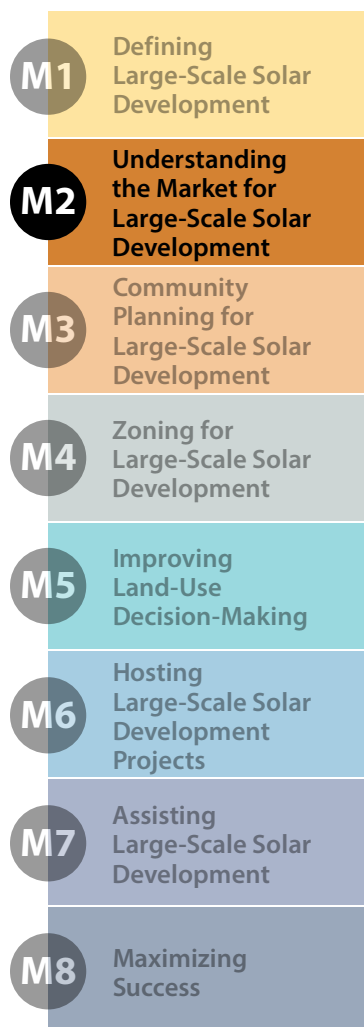 M1
Defining
Large-Scale Solar
Development
M2
Understanding
the Market for
Large-Scale Solar
Development
M3
Community
Planning for
Large-Scale Solar
Development
M4
Zoning for
Large-Scale Solar
Development
M5
Improving
Land-Use
Decision-Making
M6
Hosting
Large-Scale Solar
Development
Projects
M7
Assisting
Large-Scale Solar
Development
M8
Maximizing
Success